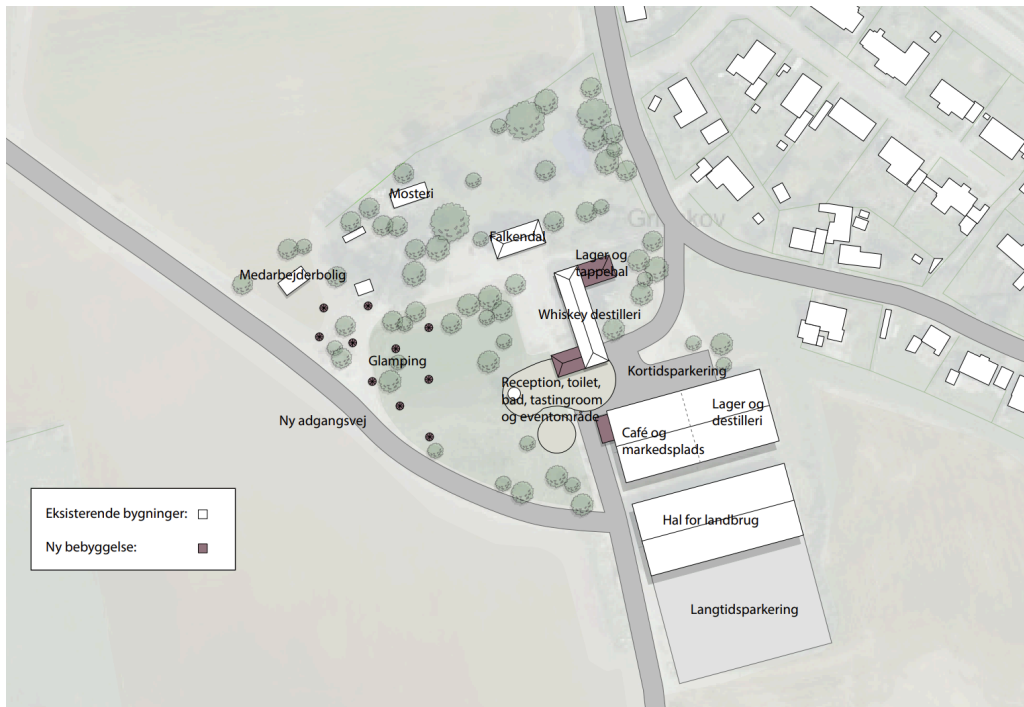 Mosteri
Falkendal
Medarbejderbolig
Lager og
tappehal
Whiskey destilleri
Glamping
Reception, toilet,
bad, tastingroom
og eventområde
Kortidsparkering
Ny adgangsvej
Lager og
destilleri
Café og
markedsplads
Hal for landbrug
Langtidsparkering
Eksisterende bygninger:
Ny bebyggelse: